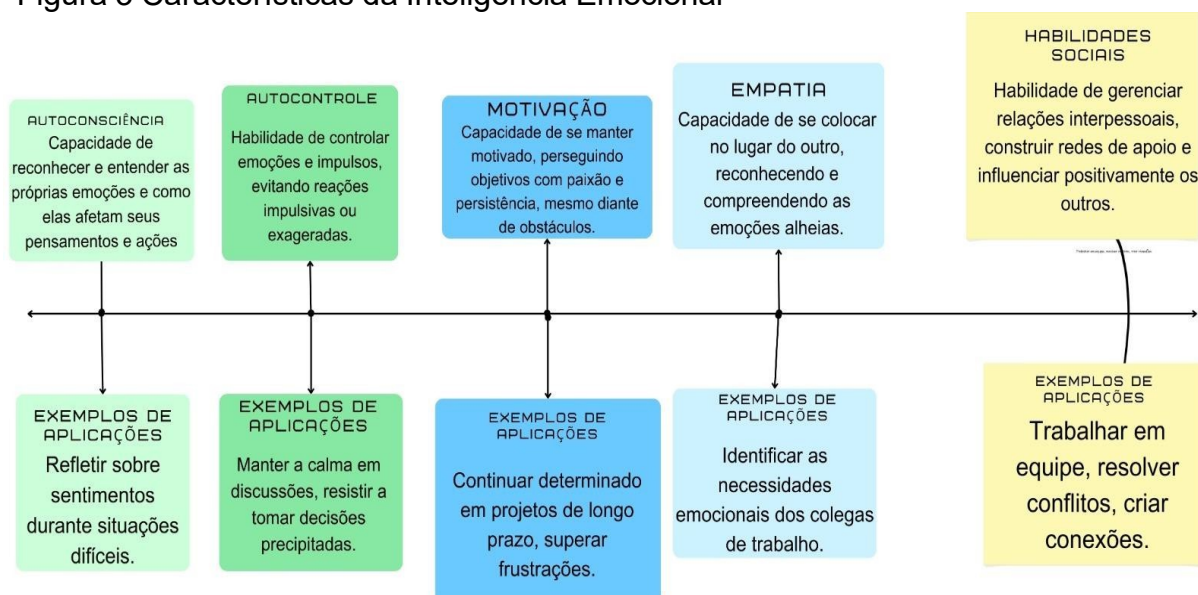 Figura 3 Características da Inteligência Emocional
AUTOCONSCIÊNCIA
Capacidade de
reconhecer e entender as
próprias emoções e como
elas afetam seus
pensamentos e ações
AUTOCONTROLE
Habilidade de controlar
emoções e impulsos,
evitando reações
impulsivas ou
exageradas.
MOTIVAÇÃO
Capacidade de se manter
motivado, perseguindo
objetivos com paixão e
persistência, mesmo diante
de obstáculos.
EMPATIA
Capacidade de se colocar
no lugar do outro,
reconhecendo e
compreendendo as
emoções alheias.
HABILIDADES
SOCIAIS
Habilidade de gerenciar
relações interpessoais,
construir redes de apoio e
influenciar positivamente os
outros.
EXEMPLOS DE
APLICAÇÕES
Refletir sobre
sentimentos
durante situações
difíceis.
EXEMPLOS DE
APLICAÇÕES
Manter a calma em
discussões, resistir a
tomar decisões
precipitadas.
EXEMPLOS DE
APLICAÇÕES
Continuar determinado
em projetos de longo
prazo, superar
frustrações.
EXEMPLOS DE
APLICAÇÕES
Identificar as
necessidades
emocionais dos colegas
de trabalho.
EXEMPLOS DE
APLICAÇÕES
Trabalhar em
equipe, resolver
conflitos, criar
conexões.